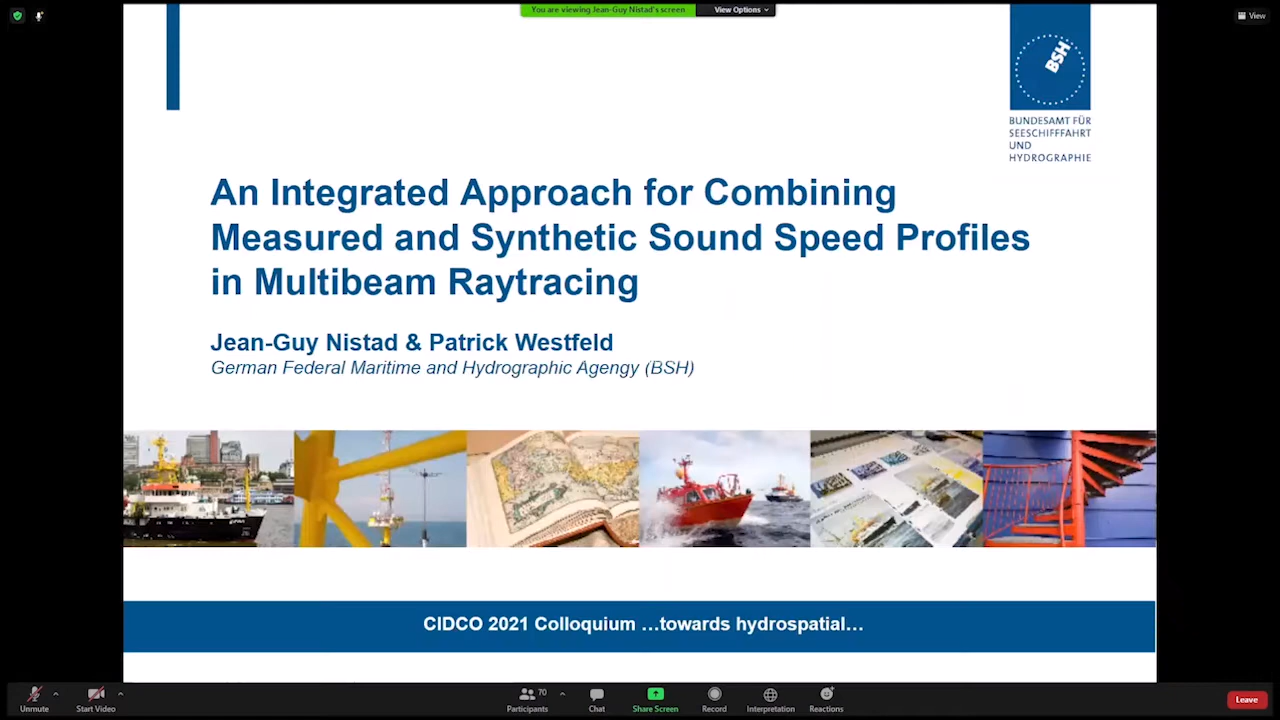 You are viewing Jean-Guy Nistad's screen
View Options
View
BSH
BUNDESAMT FÜR
SEESCHIFFFAHRT
UND
HYDROGRAPHIE
An Integrated Approach for Combining
Measured and Synthetic Sound Speed Profiles
in Multibeam Raytracing
Jean-Guy Nistad & Patrick Westfeld
German Federal Maritime and Hydrographic Agengy (BSH)
CIDCO 2021 Colloquium …towards hydrospatial…
Unmute
Start Video
Participants
70
Chat
Share Screen
Record
Interpretation
Reactions
Leave